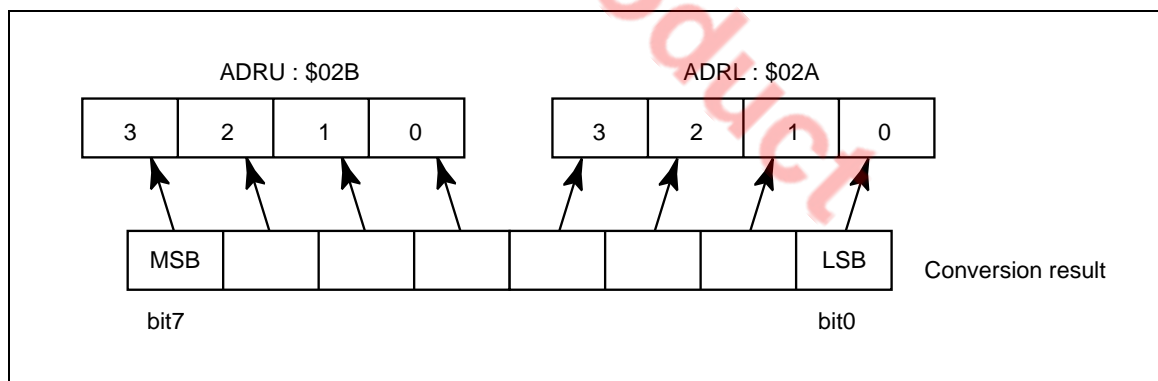 ADRU : $02B ADRL : $02A
3 2 1 0 3 2 1 0
MSB LSB Conversion result
bit7 bit0